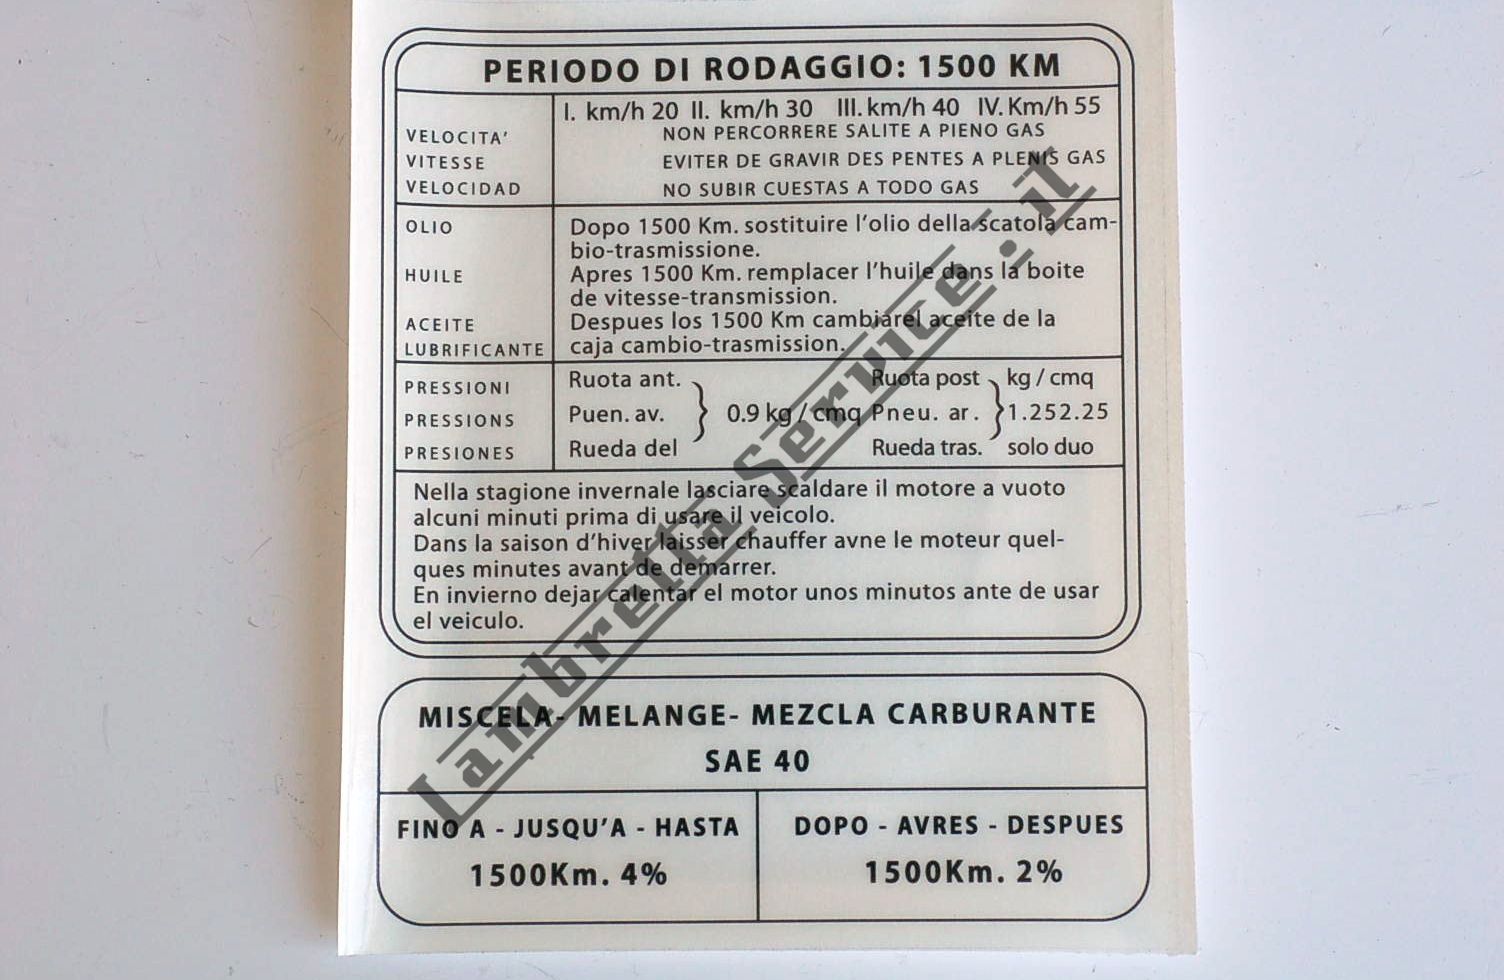 PERIODO DI RODAGGIO: 1500 KM
I. km/h 20 II. km/h 30 III. km/h 40 IV. Km/h 55
VELOCITA' NON PERCORRERE SALITE A PIENO GAS
VITESSE EVITER DE GRAVIR DES PENTES A PLENIS GAS
VELOCIDAD NO SUBIR CUESTAS A TODO GAS
OLIO Dopo 1500 Km. sostituire l'olio della scatola cam-
bio-trasmissione.
HUILE Apres 1500 Km. remplacer l'huile dans la boite
de vitesse-transmission.
ACEITE Despues los 1500 Km cambiarel aceite de la
LUBRIFICANTE caja cambio-trasmission.
PRESSIONI Ruota ant. Ruota post kg / cmq
PRESSIONS Puen. av. 0.9 kg / cmq Pneu. ar. 1.252.25
PRESIONES Rueda del Rueda tras. solo duo
Nella stagione invernale lasciare scaldare il motore a vuoto
alcuni minuti prima di usare il veicolo.
Dans la saison d'hiver laisser chauffer avne le moteur quel-
ques minutes avant de demarrer.
En invierno dejar calentar el motor unos minutos ante de usar
el veiculo.
MISCELA- MELANGE- MEZCLA CARBURANTE
SAE 40
FINO A - JUSQU'A - HASTA
1500Km. 4%
DOPO - AVRES - DESPUES
1500Km. 2%
Lambretta Service.it